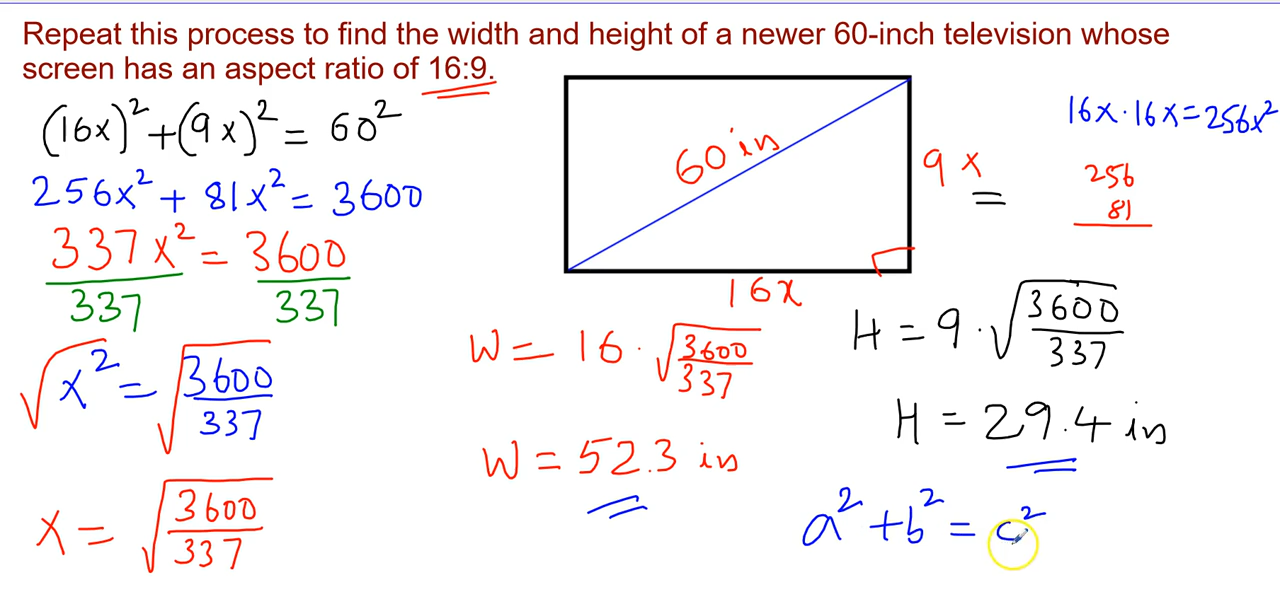 Repeat this process to find the width and height of a newer 60-inch television whose
screen has an aspect ratio of 16:9.
(16x)² + (9x)² = 60²
256x² + 81x² = 3600
337x² = 3600
337 337
√x² = √3600/337
x = √3600/337
60 in
9x
16x
16x · 16x = 256x²
256
81
W = 16 · √3600/337
W = 52.3 in
H = 9 · √3600/337
H = 29.4 in
a² + b² = c²